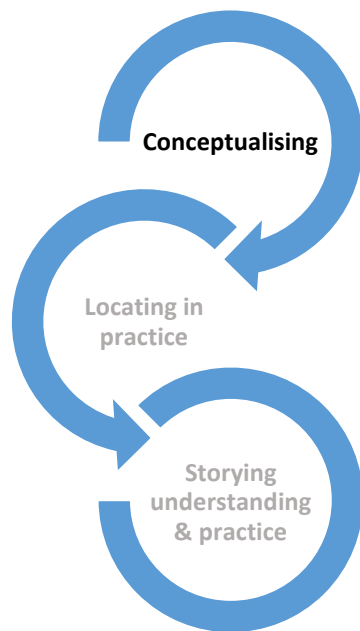 Conceptualising
Locating in
practice
Storying
understanding
& practice